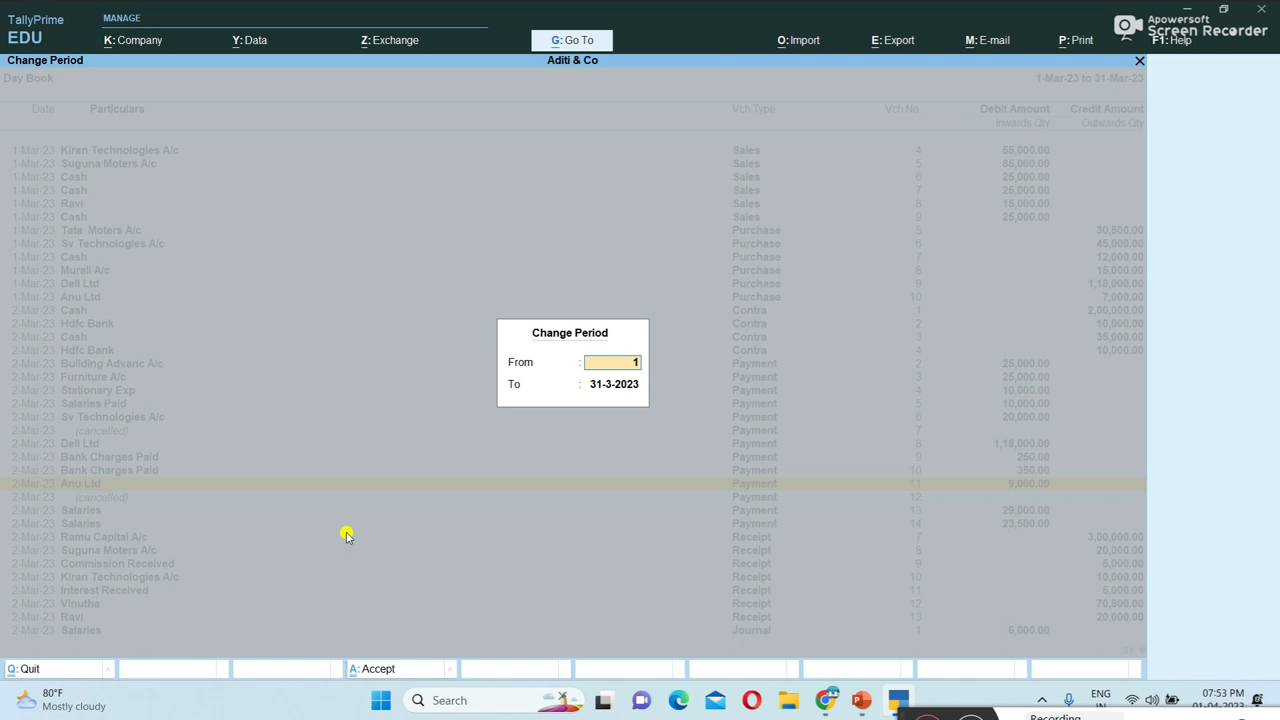 TallyPrime
EDU
MANAGE
K: Company
Y: Data
Z: Exchange
G: Go To
O: Import
E: Export
M: E-mail
P: Print
F1: Help
Apowersoft
Screen Recorder
Change Period
Aditi & Co
Day Book
1-Mar-23 to 31-Mar-23
Date Particulars Vch Type Vch No. Debit Amount Credit Amount
Inwards Qty Outwards Qty
1-Mar-23 Kiran Technologies A/c Sales 4 55,000.00
1-Mar-23 Suguna Moters A/c Sales 5 85,000.00
1-Mar-23 Cash Sales 6 25,000.00
1-Mar-23 Cash Sales 7 25,000.00
1-Mar-23 Ravi Sales 8 15,000.00
1-Mar-23 Cash Sales 9 25,000.00
1-Mar-23 Tata Moters A/c Purchase 5 30,500.00
1-Mar-23 Sv Technologies A/c Purchase 6 45,000.00
1-Mar-23 Cash Purchase 7 12,000.00
1-Mar-23 Murali A/c Purchase 8 15,000.00
1-Mar-23 Dell Ltd Purchase 9 1,18,000.00
1-Mar-23 Anu Ltd Purchase 10 7,000.00
2-Mar-23 Cash Contra 1 2,00,000.00
2-Mar-23 Hdfc Bank Contra 2 10,000.00
2-Mar-23 Cash Contra 3 35,000.00
2-Mar-23 Hdfc Bank Contra 4 10,000.00
2-Mar-23 Building Advanc A/c Payment 2 25,000.00
2-Mar-23 Furniture A/c Payment 3 25,000.00
2-Mar-23 Stationary Exp Payment 4 10,000.00
2-Mar-23 Salaries Paid Payment 5 10,000.00
2-Mar-23 Sv Technologies A/c Payment 6 20,000.00
2-Mar-23 (cancelled) Payment 7
2-Mar-23 Dell Ltd Payment 8 1,18,000.00
2-Mar-23 Bank Charges Paid Payment 9 250.00
2-Mar-23 Bank Charges Paid Payment 10 350.00
2-Mar-23 Anu Ltd Payment 11 9,000.00
2-Mar-23 (cancelled) Payment 12
2-Mar-23 Salaries Payment 13 29,000.00
2-Mar-23 Salaries Payment 14 23,500.00
2-Mar-23 Ramu Capital A/c Receipt 7 3,00,000.00
2-Mar-23 Suguna Moters A/c Receipt 8 20,000.00
2-Mar-23 Commission Received Receipt 9 5,000.00
2-Mar-23 Kiran Technologies A/c Receipt 10 10,000.00
2-Mar-23 Interest Received Receipt 11 5,000.00
2-Mar-23 Vinutha Receipt 12 70,800.00
2-Mar-23 Ravi Receipt 13 20,000.00
2-Mar-23 Salaries Journal 1 6,000.00
Change Period
From : 1
To : 31-3-2023
Q: Quit
A: Accept
80°F
Mostly cloudy
Search
ENG
IN
07:53 PM
01-04-2023
Recording